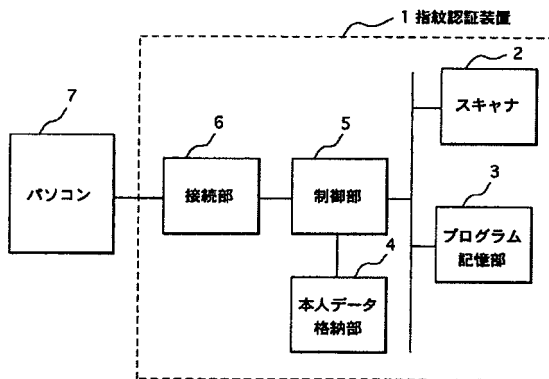 1 指紋認証装置
2
スキャナ
7
パソコン
6
接続部
5
制御部
3
プログラム
記憶部
4
本人データ
格納部